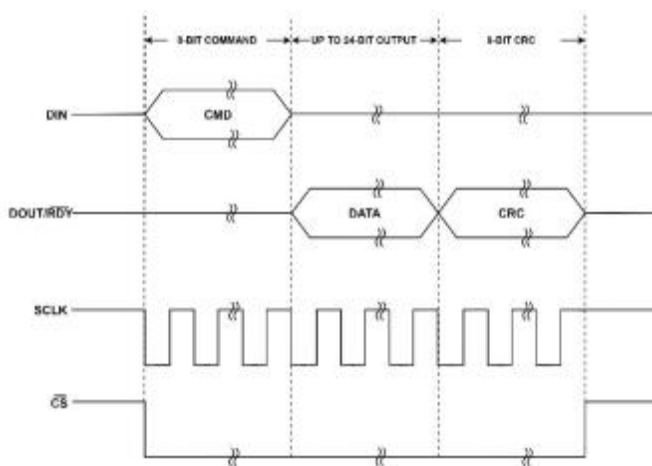 8-BIT COMMAND UP TO 24-BIT OUTPUT 8-BIT CRC
DIN CMD
DOUT/RDY DATA CRC
SCLK
CS